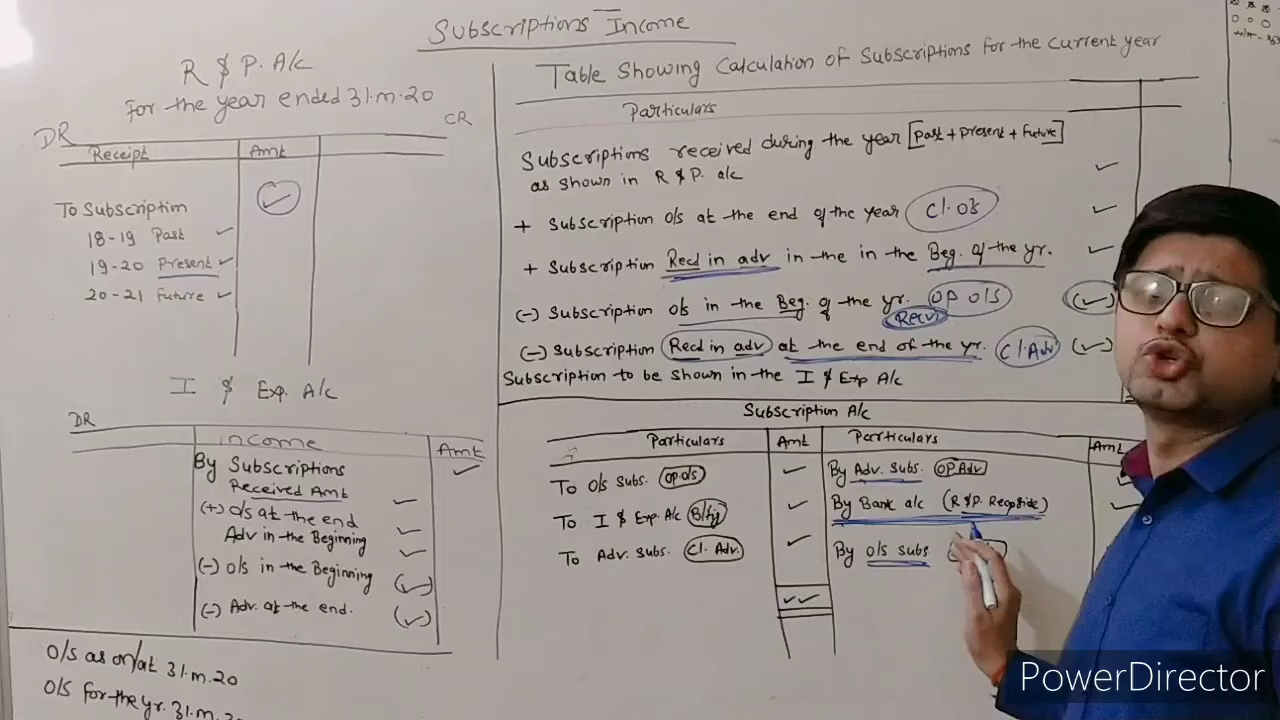 Subscriptions Income
R & P. A/c
For the year ended 31.m.20
DR
CR
Receipt
Amt
To Subscription
18-19 Past
19-20 Present
20-21 Future
I & Exp. A/c
DR
Income
Amt
By Subscriptions
Received Amt
(+) O/s at the end
Adv in the Beginning
(-) O/s in the Beginning
(-) Adv. at the end.
O/S as on/at 31.m.20
O/S for the yr. 31.m.20
Table Showing Calculation of Subscriptions for the current year
Particulars
Subscriptions received during the year [Past + Present + Future]
as shown in R & P. a/c
+ Subscription o/s at the end of the year Cl. O/s
+ Subscription Recd in adv in the in the Beg. of the yr.
(-) Subscription o/s in the Beg. of the yr. OP O/S
(-) Subscription Recd in adv at the end of the yr. Cl. Adv
Subscription to be shown in the I & Exp A/c
Subscription A/c
Particulars
Amt
Particulars
Amt
To O/s Subs. op. o/s
To I & Exp. A/c B/fig
To Adv. Subs. Cl. Adv.
By Adv. Subs. OP Adv
By Bank a/c (R & P. Recp side)
By o/s subs
PowerDirector